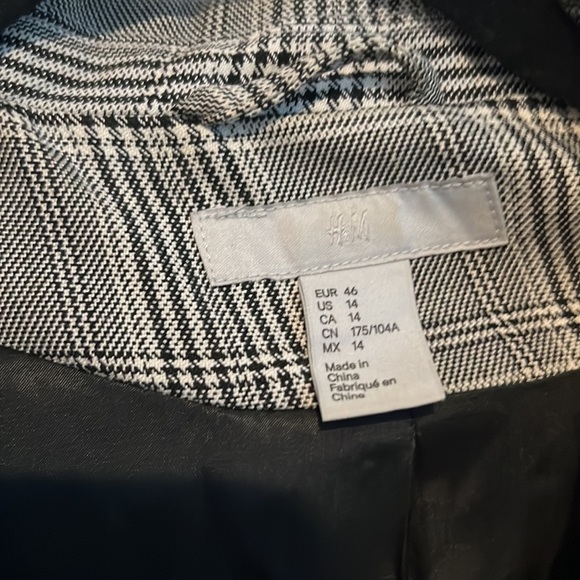 H&M
EUR 46
US 14
CA 14
CN 175/104A
MX 14
Made in
China
Fabriqué en
Chine